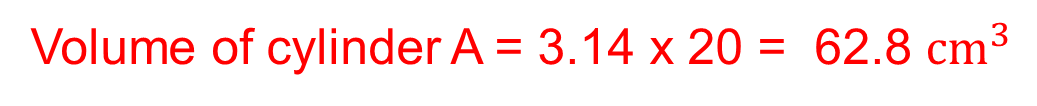 Volume of cylinder A = 3.14 x 20 = 62.8 cm³